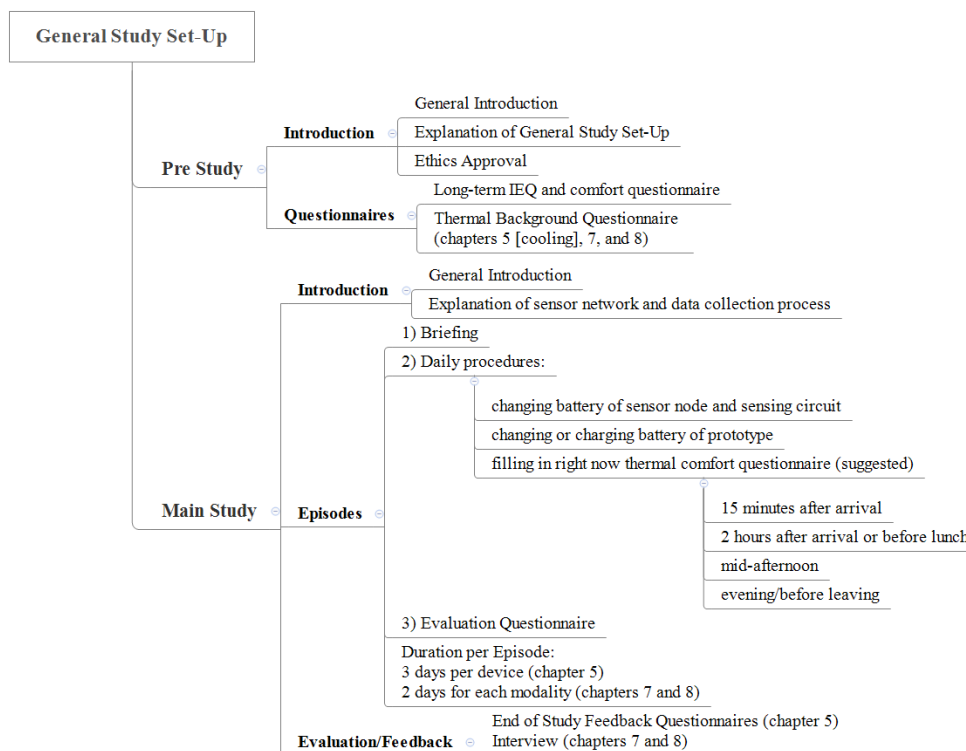 General Study Set-Up
Pre Study
Introduction
General Introduction
Explanation of General Study Set-Up
Ethics Approval
Questionnaires
Long-term IEQ and comfort questionnaire
Thermal Background Questionnaire
(chapters 5 [cooling], 7, and 8)
Main Study
Introduction
General Introduction
Explanation of sensor network and data collection process
Episodes
1) Briefing
2) Daily procedures:
changing battery of sensor node and sensing circuit
changing or charging battery of prototype
filling in right now thermal comfort questionnaire (suggested)
15 minutes after arrival
2 hours after arrival or before lunch
mid-afternoon
evening/before leaving
3) Evaluation Questionnaire
Duration per Episode:
3 days per device (chapter 5)
2 days for each modality (chapters 7 and 8)
Evaluation/Feedback
End of Study Feedback Questionnaires (chapter 5)
Interview (chapters 7 and 8)